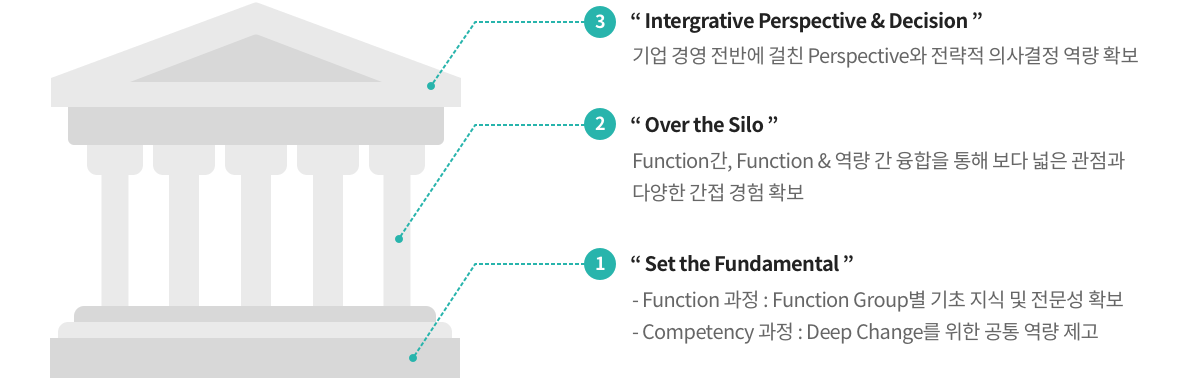 3 “ Intergrative Perspective & Decision ”
기업 경영 전반에 걸친 Perspective와 전략적 의사결정 역량 확보
2 “ Over the Silo ”
Function간, Function & 역량 간 융합을 통해 보다 넓은 관점과
다양한 간접 경험 확보
1 “ Set the Fundamental ”
- Function 과정 : Function Group별 기초 지식 및 전문성 확보
- Competency 과정 : Deep Change를 위한 공통 역량 제고